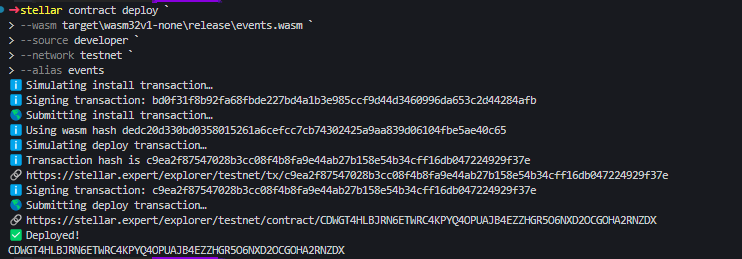 stellar contract deploy `
> --wasm target\wasm32v1-none\release\events.wasm `
> --source developer `
> --network testnet `
> --alias events
Simulating install transaction…
Signing transaction: bd0f31f8b92fa68fbde227bd4a1b3e985ccf9d44d3460996da653c2d44284afb
Submitting install transaction…
Using wasm hash dedc20d330bd0358015261a6cefcc7cb74302425a9aa839d06104fbe5ae40c65
Simulating deploy transaction…
Transaction hash is c9ea2f87547028b3cc08f4b8fa9e44ab27b158e54b34cff16db047224929f37e
https://stellar.expert/explorer/testnet/tx/c9ea2f87547028b3cc08f4b8fa9e44ab27b158e54b34cff16db047224929f37e
Signing transaction: c9ea2f87547028b3cc08f4b8fa9e44ab27b158e54b34cff16db047224929f37e
Submitting deploy transaction…
https://stellar.expert/explorer/testnet/contract/CDWGT4HLBJRN6ETWRC4KPYQ4OPUAJB4EZZHGR5O6NXD2OCGOHA2RNZDX
Deployed!
CDWGT4HLBJRN6ETWRC4KPYQ4OPUAJB4EZZHGR5O6NXD2OCGOHA2RNZDX